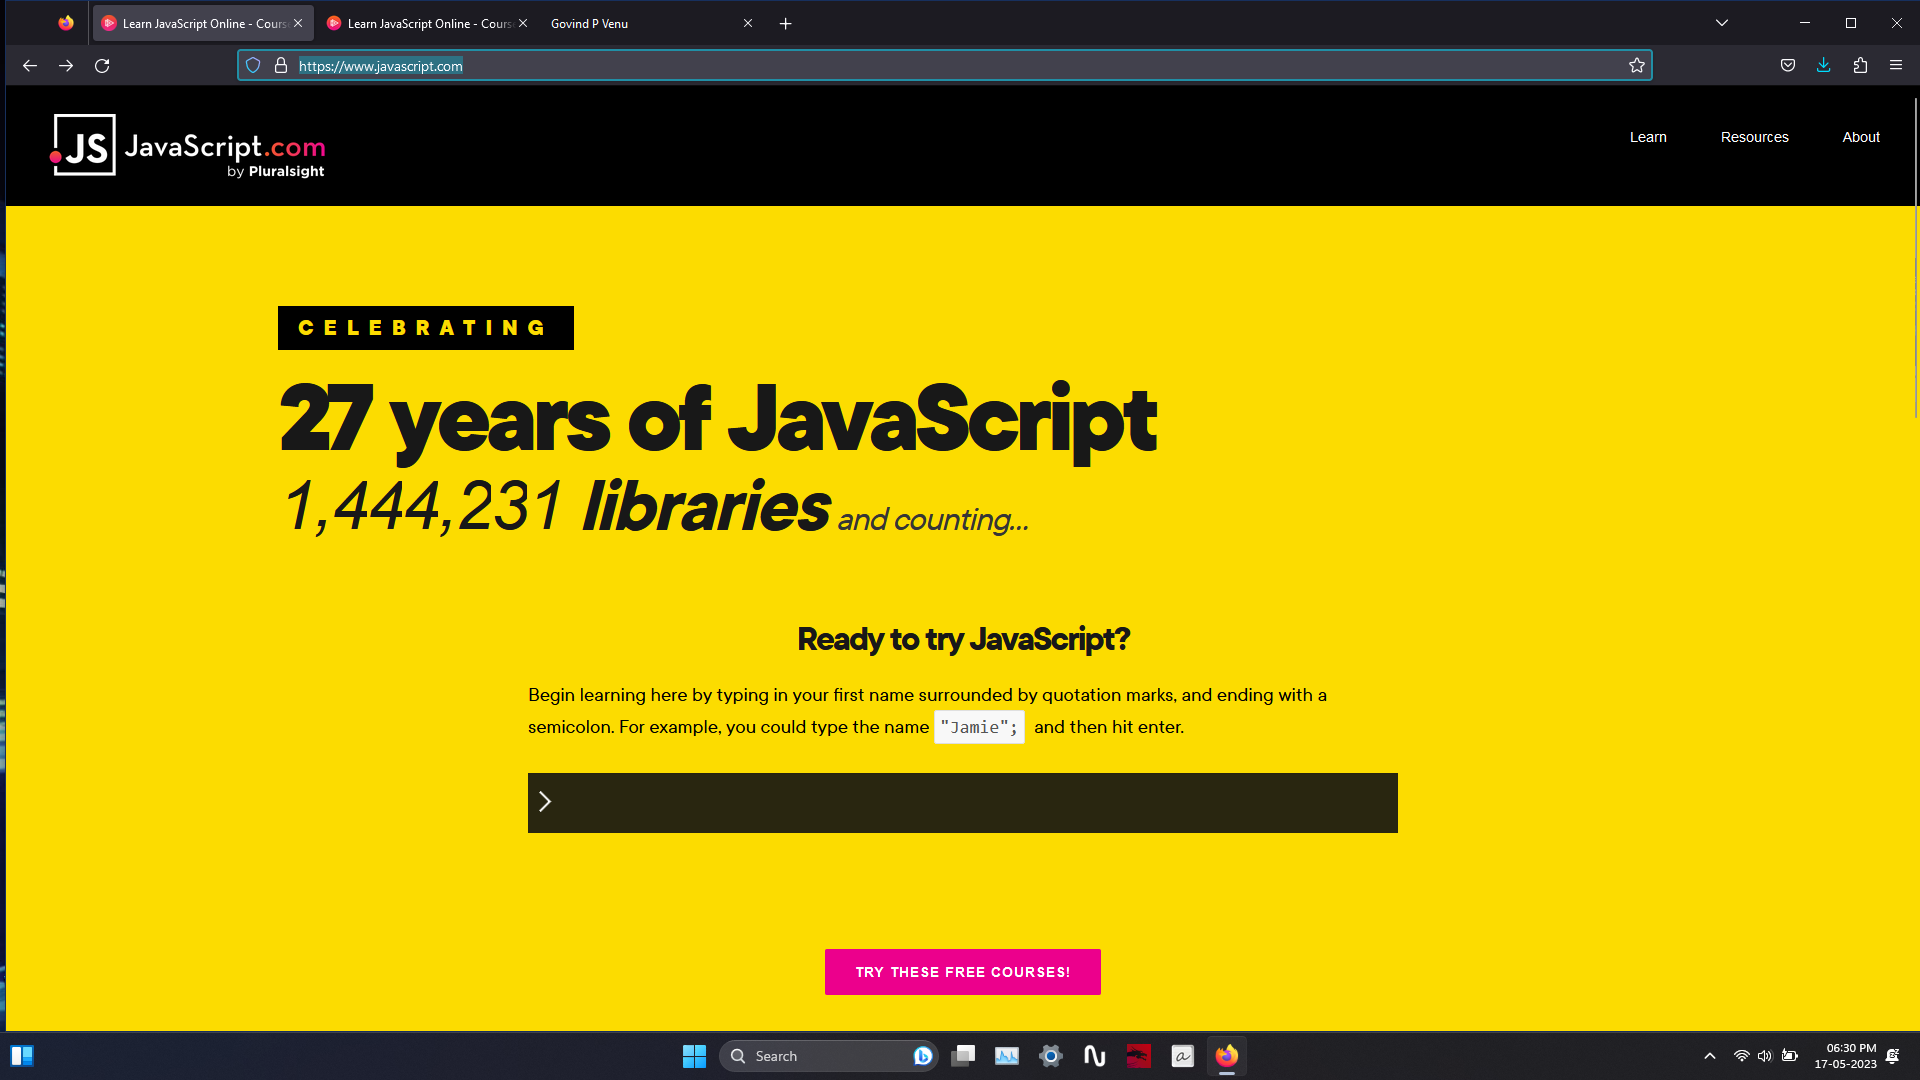 Learn JavaScript Online - Cours
Learn JavaScript Online - Cours
Govind P Venu
https://www.javascript.com
.JS JavaScript.com
by Pluralsight
Learn
Resources
About
CELEBRATING
27 years of JavaScript
1,444,231 libraries and counting...
Ready to try JavaScript?
Begin learning here by typing in your first name surrounded by quotation marks, and ending with a
semicolon. For example, you could type the name "Jamie"; and then hit enter.
TRY THESE FREE COURSES!
Search
06:30 PM
17-05-2023